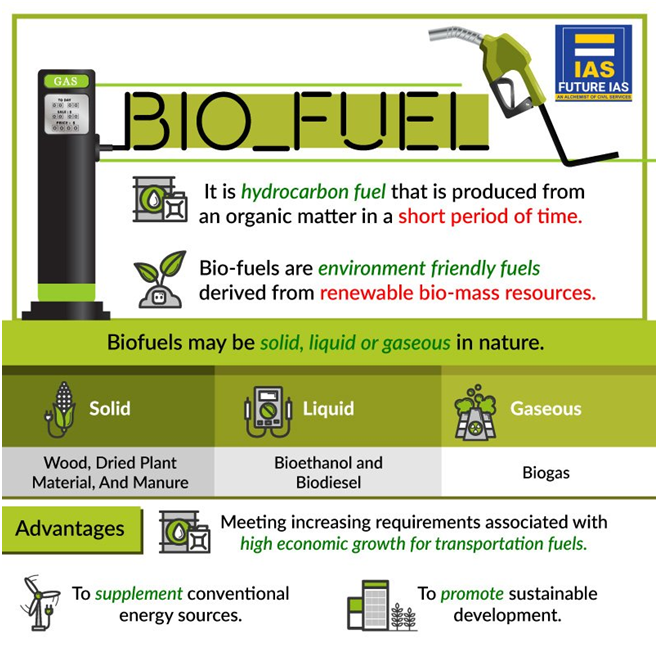 IAS
FUTURE IAS
AN ALCHEMIST OF CIVIL SERVICES
GAS
BIO_FUEL
It is hydrocarbon fuel that is produced from
an organic matter in a short period of time.
Bio-fuels are environment friendly fuels
derived from renewable bio-mass resources.
Biofuels may be solid, liquid or gaseous in nature.
Solid
Liquid
Gaseous
Wood, Dried Plant
Material, And Manure
Bioethanol and
Biodiesel
Biogas
Advantages
Meeting increasing requirements associated with
high economic growth for transportation fuels.
To supplement conventional
energy sources.
To promote sustainable
development.